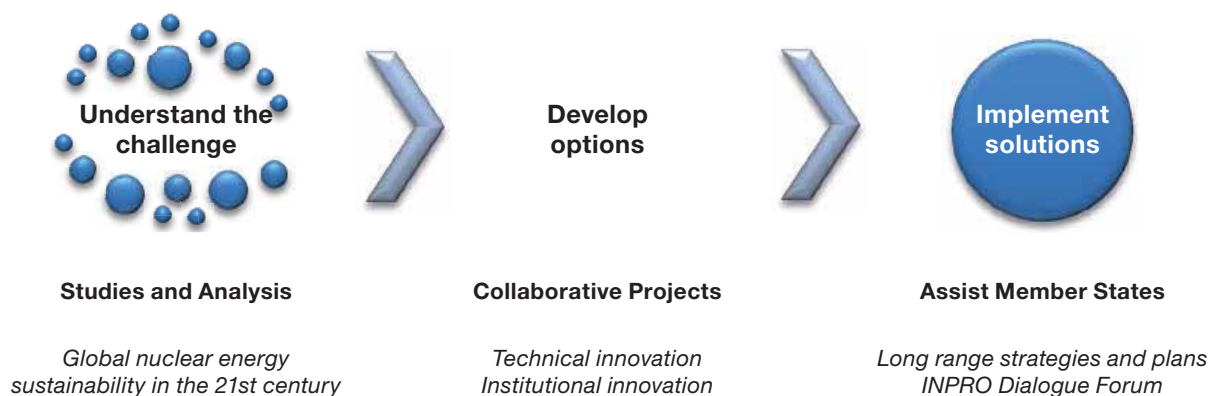 Understand the
challenge
Develop
options
Implement
solutions
Studies and Analysis
Collaborative Projects
Assist Member States
Global nuclear energy
sustainability in the 21st century
Technical innovation
Institutional innovation
Long range strategies and plans
INPRO Dialogue Forum